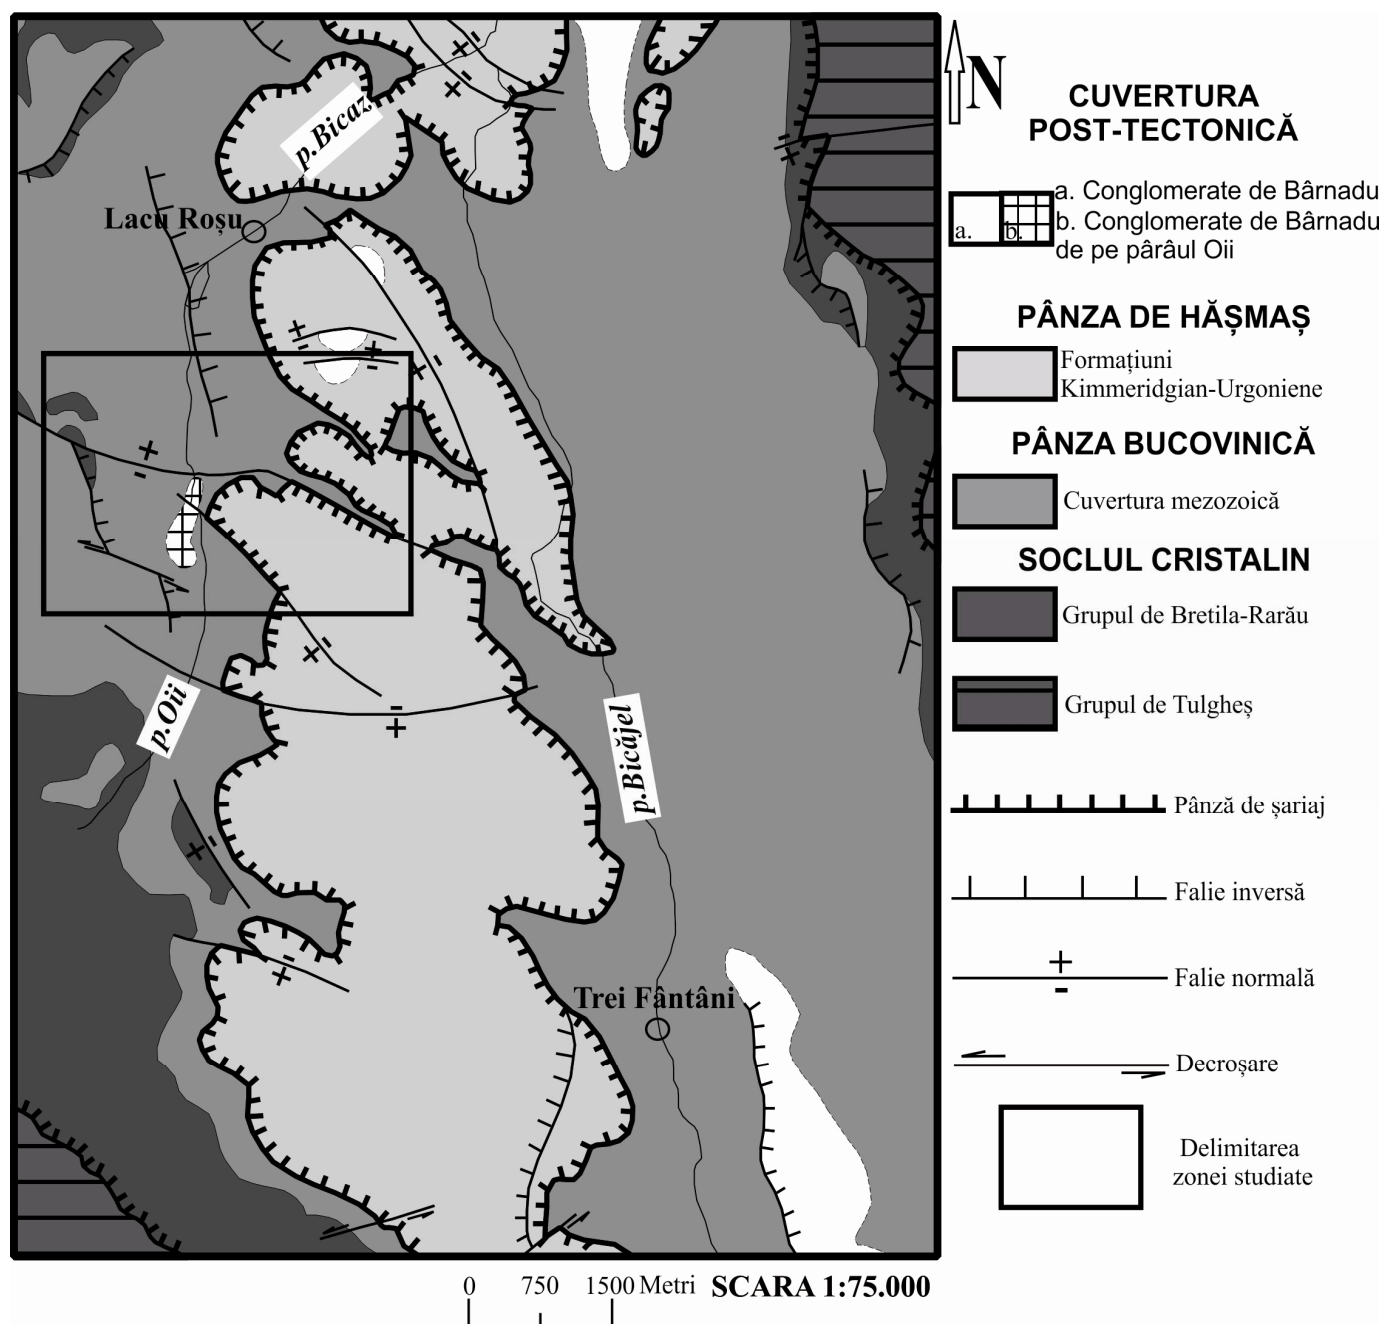 p.Bicaz
Lacu Roșu
p.Oii
p.Bicăjel
Trei Fântâni
0 750 1500 Metri SCARA 1:75.000
N
CUVERTURA
POST-TECTONICĂ
a. b.
a. Conglomerate de Bârnadu
b. Conglomerate de Bârnadu
de pe pârâul Oii
PÂNZA DE HĂȘMAȘ
Formațiuni
Kimmeridgian-Urgoniene
PÂNZA BUCOVINICĂ
Cuvertura mezozoică
SOCLUL CRISTALIN
Grupul de Bretila-Rarău
Grupul de Tulgheș
Pânză de șariaj
Falie inversă
Falie normală
Decroșare
Delimitarea
zonei studiate